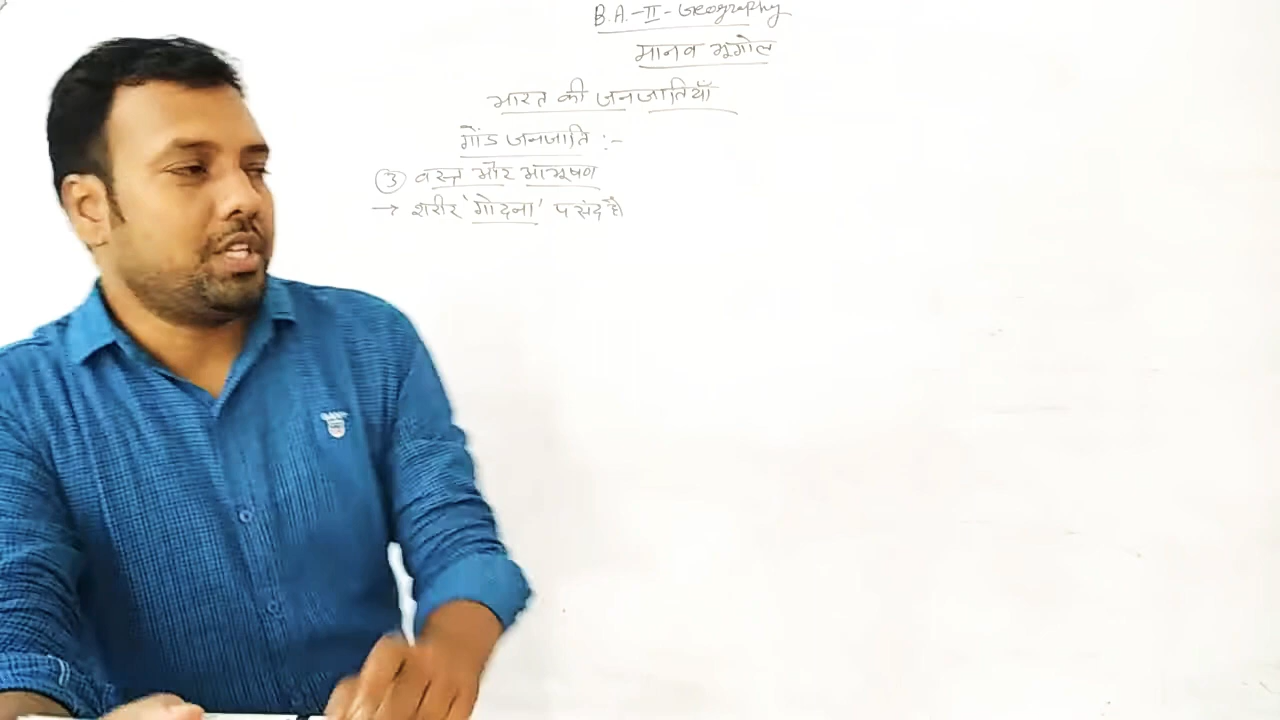 B.A.-II-Geography
मानव भूगोल
भारत की जनजातियाँ
गोंड जनजाति :-
③ वस्त्र और आभूषण
→ शरीर 'गोदना' पसंद है